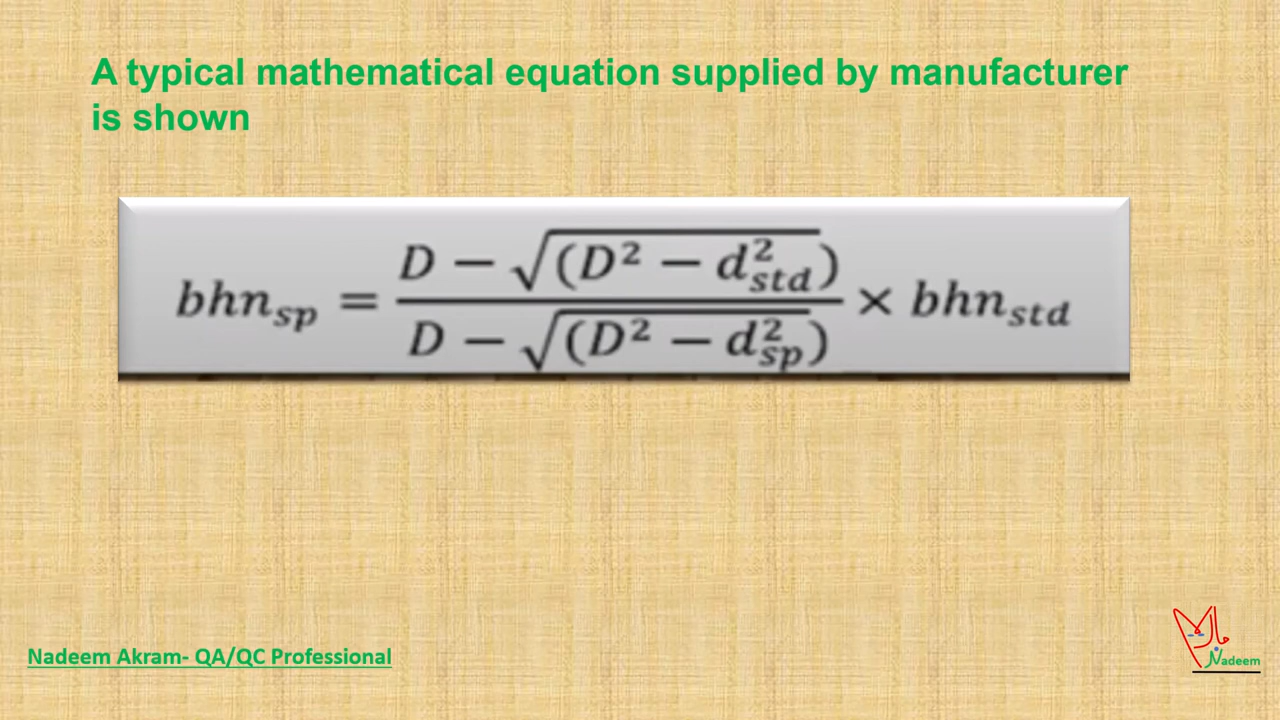 A typical mathematical equation supplied by manufacturer
is shown
bhn_sp = (D − √(D² − d²_std)) / (D − √(D² − d²_sp)) × bhn_std
Nadeem Akram- QA/QC Professional
Nadeem